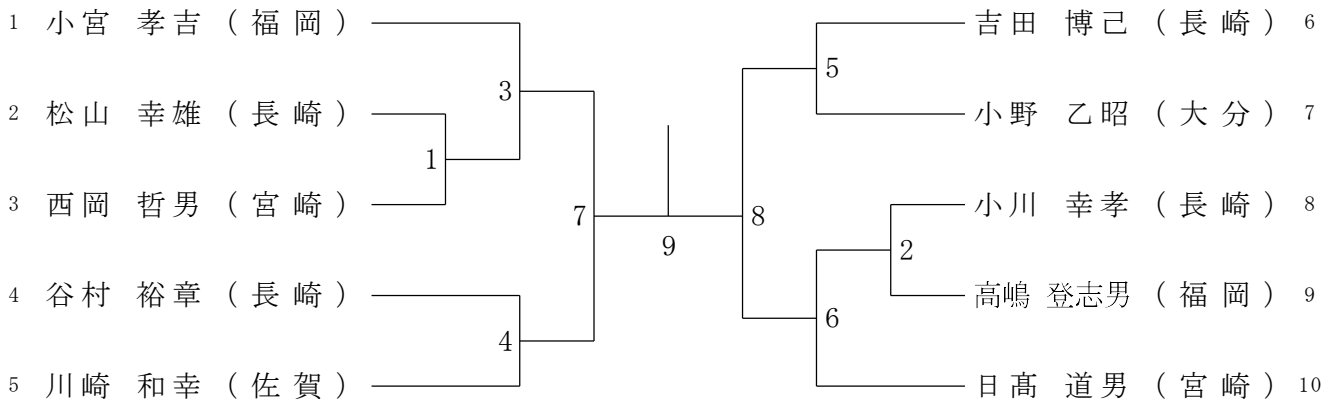 1 小宮 孝吉 (福岡)
2 松山 幸雄 (長崎)
3 西岡 哲男 (宮崎)
4 谷村 裕章 (長崎)
5 川崎 和幸 (佐賀)
3
1
7
4
9
5
8
2
6
吉田 博己 (長崎) 6
小野 乙昭 (大分) 7
小川 幸孝 (長崎) 8
高嶋 登志男 (福岡) 9
日髙 道男 (宮崎) 10